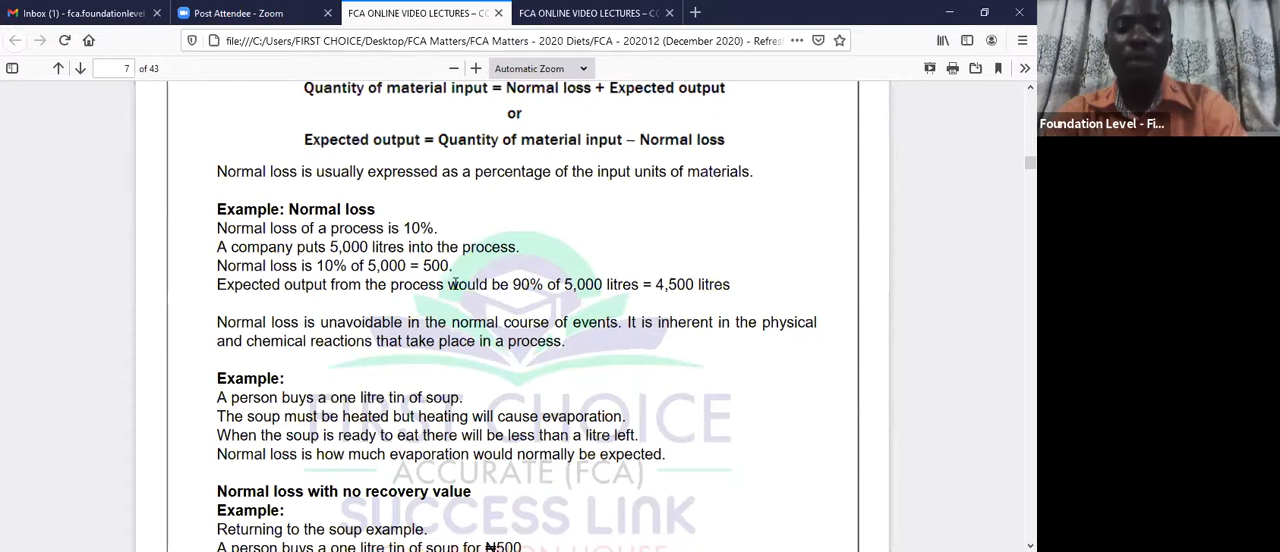 Inbox (1) - fca.foundationlevel
Post Attendee - Zoom
FCA ONLINE VIDEO LECTURES – CO
FCA ONLINE VIDEO LECTURES – CC
file:///C:/Users/FIRST CHOICE/Desktop/FCA Matters/FCA Matters - 2020 Diets/FCA - 202012 (December 2020) - Refres
7 of 43
Automatic Zoom
Quantity of material input = Normal loss + Expected output
or
Expected output = Quantity of material input – Normal loss
Normal loss is usually expressed as a percentage of the input units of materials.
Example: Normal loss
Normal loss of a process is 10%.
A company puts 5,000 litres into the process.
Normal loss is 10% of 5,000 = 500.
Expected output from the process would be 90% of 5,000 litres = 4,500 litres
Normal loss is unavoidable in the normal course of events. It is inherent in the physical
and chemical reactions that take place in a process.
Example:
A person buys a one litre tin of soup.
The soup must be heated but heating will cause evaporation.
When the soup is ready to eat there will be less than a litre left.
Normal loss is how much evaporation would normally be expected.
Normal loss with no recovery value
Example:
Returning to the soup example.
A person buys a one litre tin of soup for ₦500
FIRST CHOICE
ACCURATE (FCA)
SUCCESS LINK
HOUSE
Foundation Level - Fi...